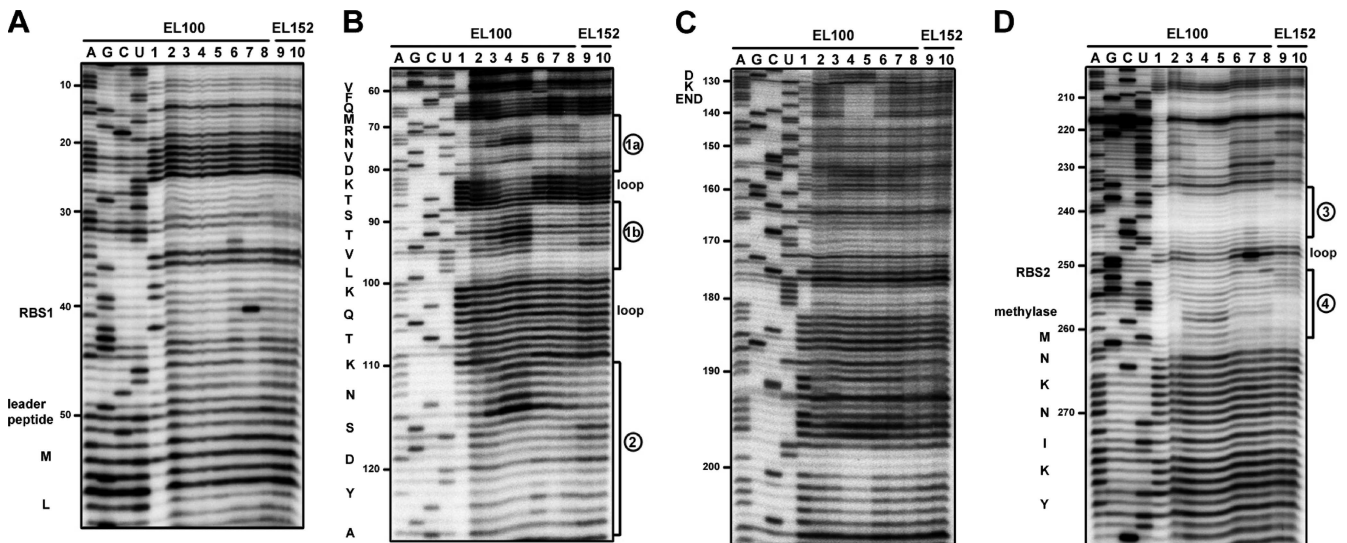 A
EL100 EL152
A G C U 1 2 3 4 5 6 7 8 9 10
10
20
30
RBS1
40
leader
peptide
50
M
L
B
EL100 EL152
A G C U 1 2 3 4 5 6 7 8 9 10
V
60
F
Q
M
R
70
N
1a
V
D
80
K
loop
T
S
90
1b
T
V
L
K
100
Q
loop
T
K
110
N
S
2
D
120
Y
A
C
EL100 EL152
A G C U 1 2 3 4 5 6 7 8 9 10
D
130
K
END
140
150
160
170
180
190
200
D
EL100 EL152
A G C U 1 2 3 4 5 6 7 8 9 10
210
220
230
3
240
loop
250
RBS2
4
methylase
260
M
N
K
N
270
I
K
Y